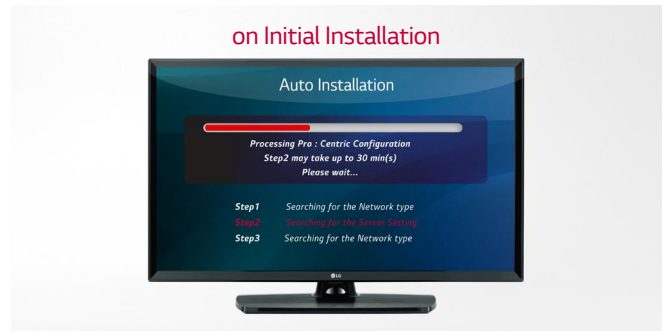 on Initial Installation
Auto Installation
Processing Pro : Centric Configuration
Step2 may take up to 30 min(s)
Please wait...
Step1 Searching for the Network type
Step2 Searching for the Server Setting
Step3 Searching for the Network type
LG